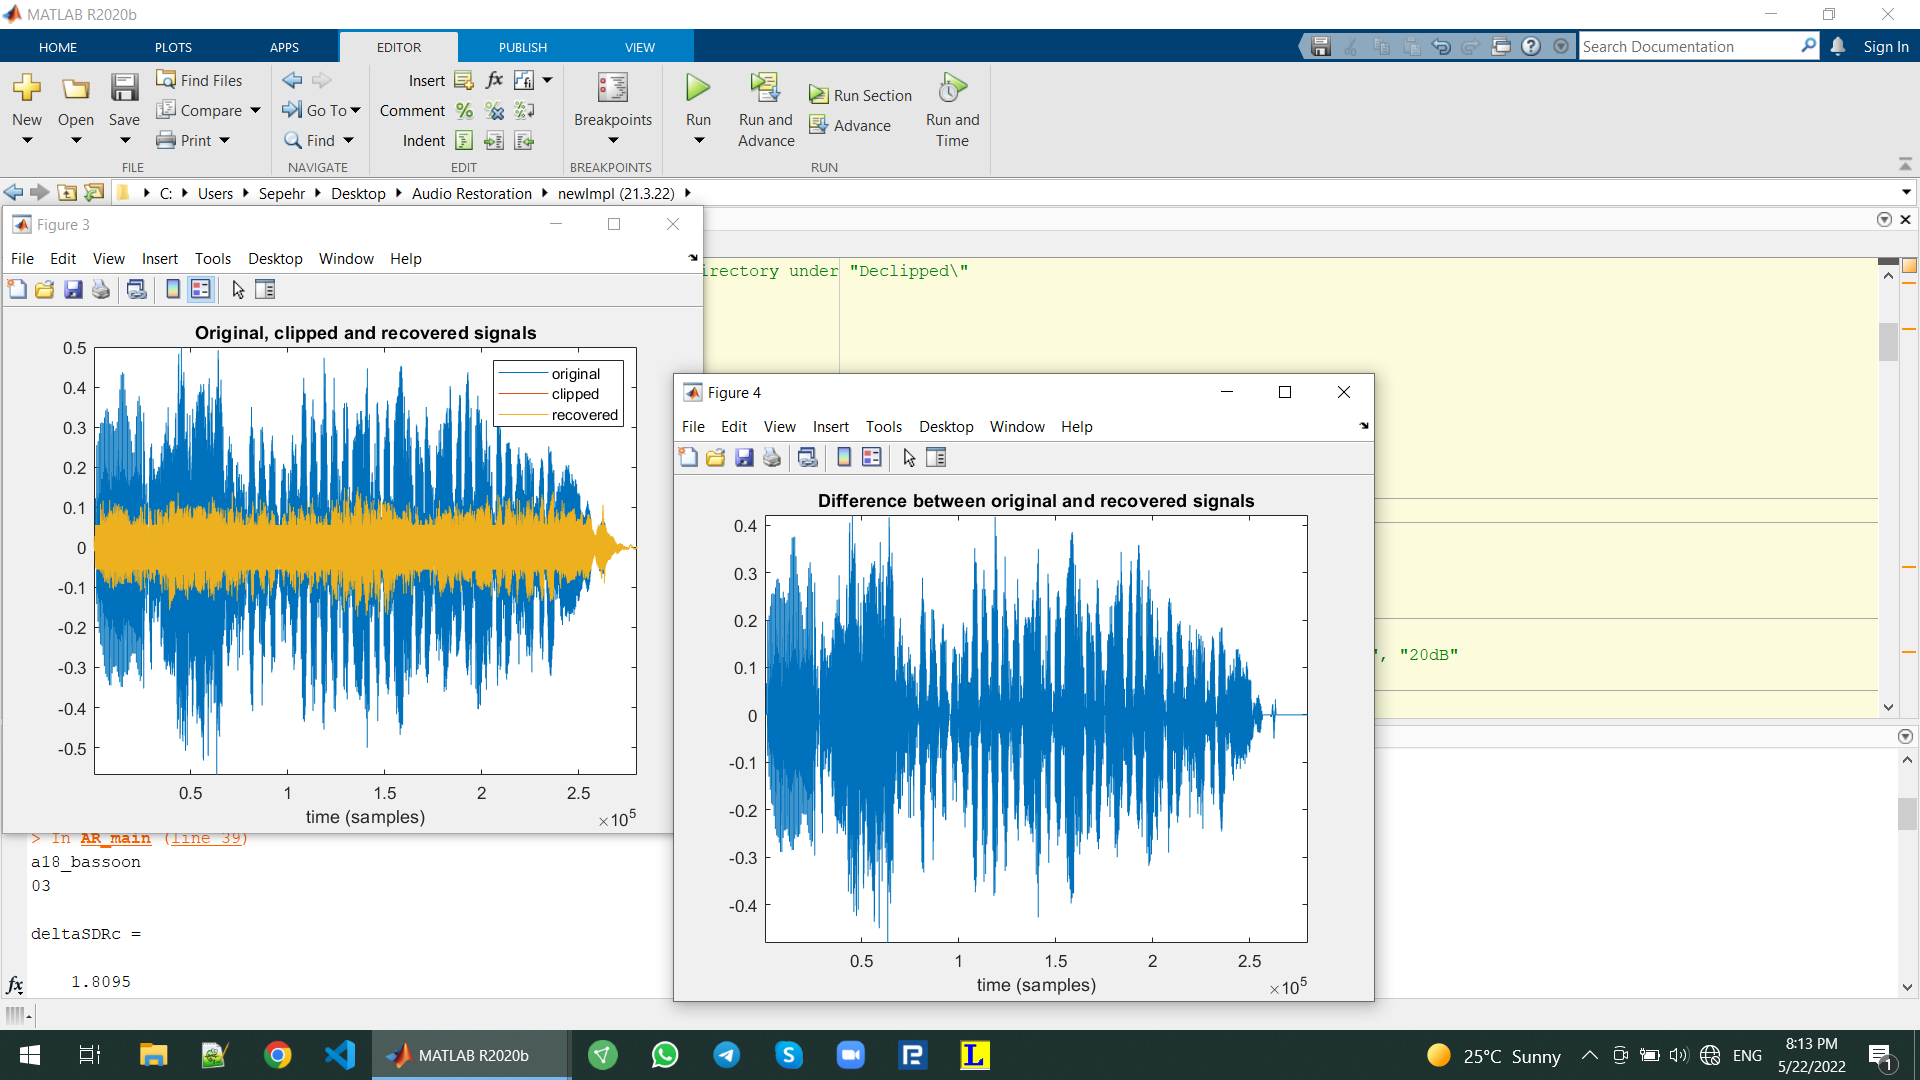 MATLAB R2020b
HOME PLOTS APPS EDITOR PUBLISH VIEW
Search Documentation
Sign In
New
Open
Save
Find Files
Compare
Print
FILE
Go To
Find
NAVIGATE
Insert
fx
fi
Comment
Indent
EDIT
Breakpoints
BREAKPOINTS
Run
Run and
Advance
Run Section
Advance
Run and
Time
RUN
C: Users Sepehr Desktop Audio Restoration newImpl (21.3.22)
Figure 3
File Edit View Insert Tools Desktop Window Help
irectory under "Declipped\"
Original, clipped and recovered signals
original
clipped
recovered
0.5
0.4
0.3
0.2
0.1
0
-0.1
-0.2
-0.3
-0.4
-0.5
0.5 1 1.5 2 2.5
time (samples)
×10⁵
Figure 4
File Edit View Insert Tools Desktop Window Help
Difference between original and recovered signals
0.4
0.3
0.2
0.1
0
-0.1
-0.2
-0.3
-0.4
0.5 1 1.5 2 2.5
time (samples)
×10⁵
", "20dB"
> In AR_main (line 39)
a18_bassoon
03
deltaSDRc =
1.8095
fx
MATLAB R2020b
25°C Sunny
ENG
8:13 PM
5/22/2022
1